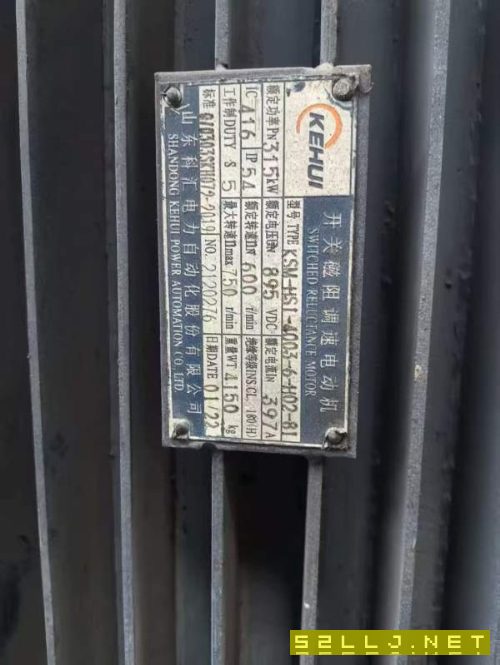 KEHUI
开关磁阻调速电动机
SWITCHED RELUCTANCE MOTOR
型号 TYPE KSM-HS1-4003-6-H02-B1
额定功率PN 315kW 额定电压UN 895 VDC 额定电流IN 397A
IC 416 IP 54 额定转速nN 600 r/min 绝缘等级INS.CL. 180(H)
工作制DUTY S 5 最大转速nmax 750 r/min 重量WT 4150 kg
标准 2019 NO. 2120276 日期DATE 01/22
山东科汇电力自动化股份有限公司
SHANDONG KEHUI POWER AUTOMATION CO.LTD.
52LLJ.NET